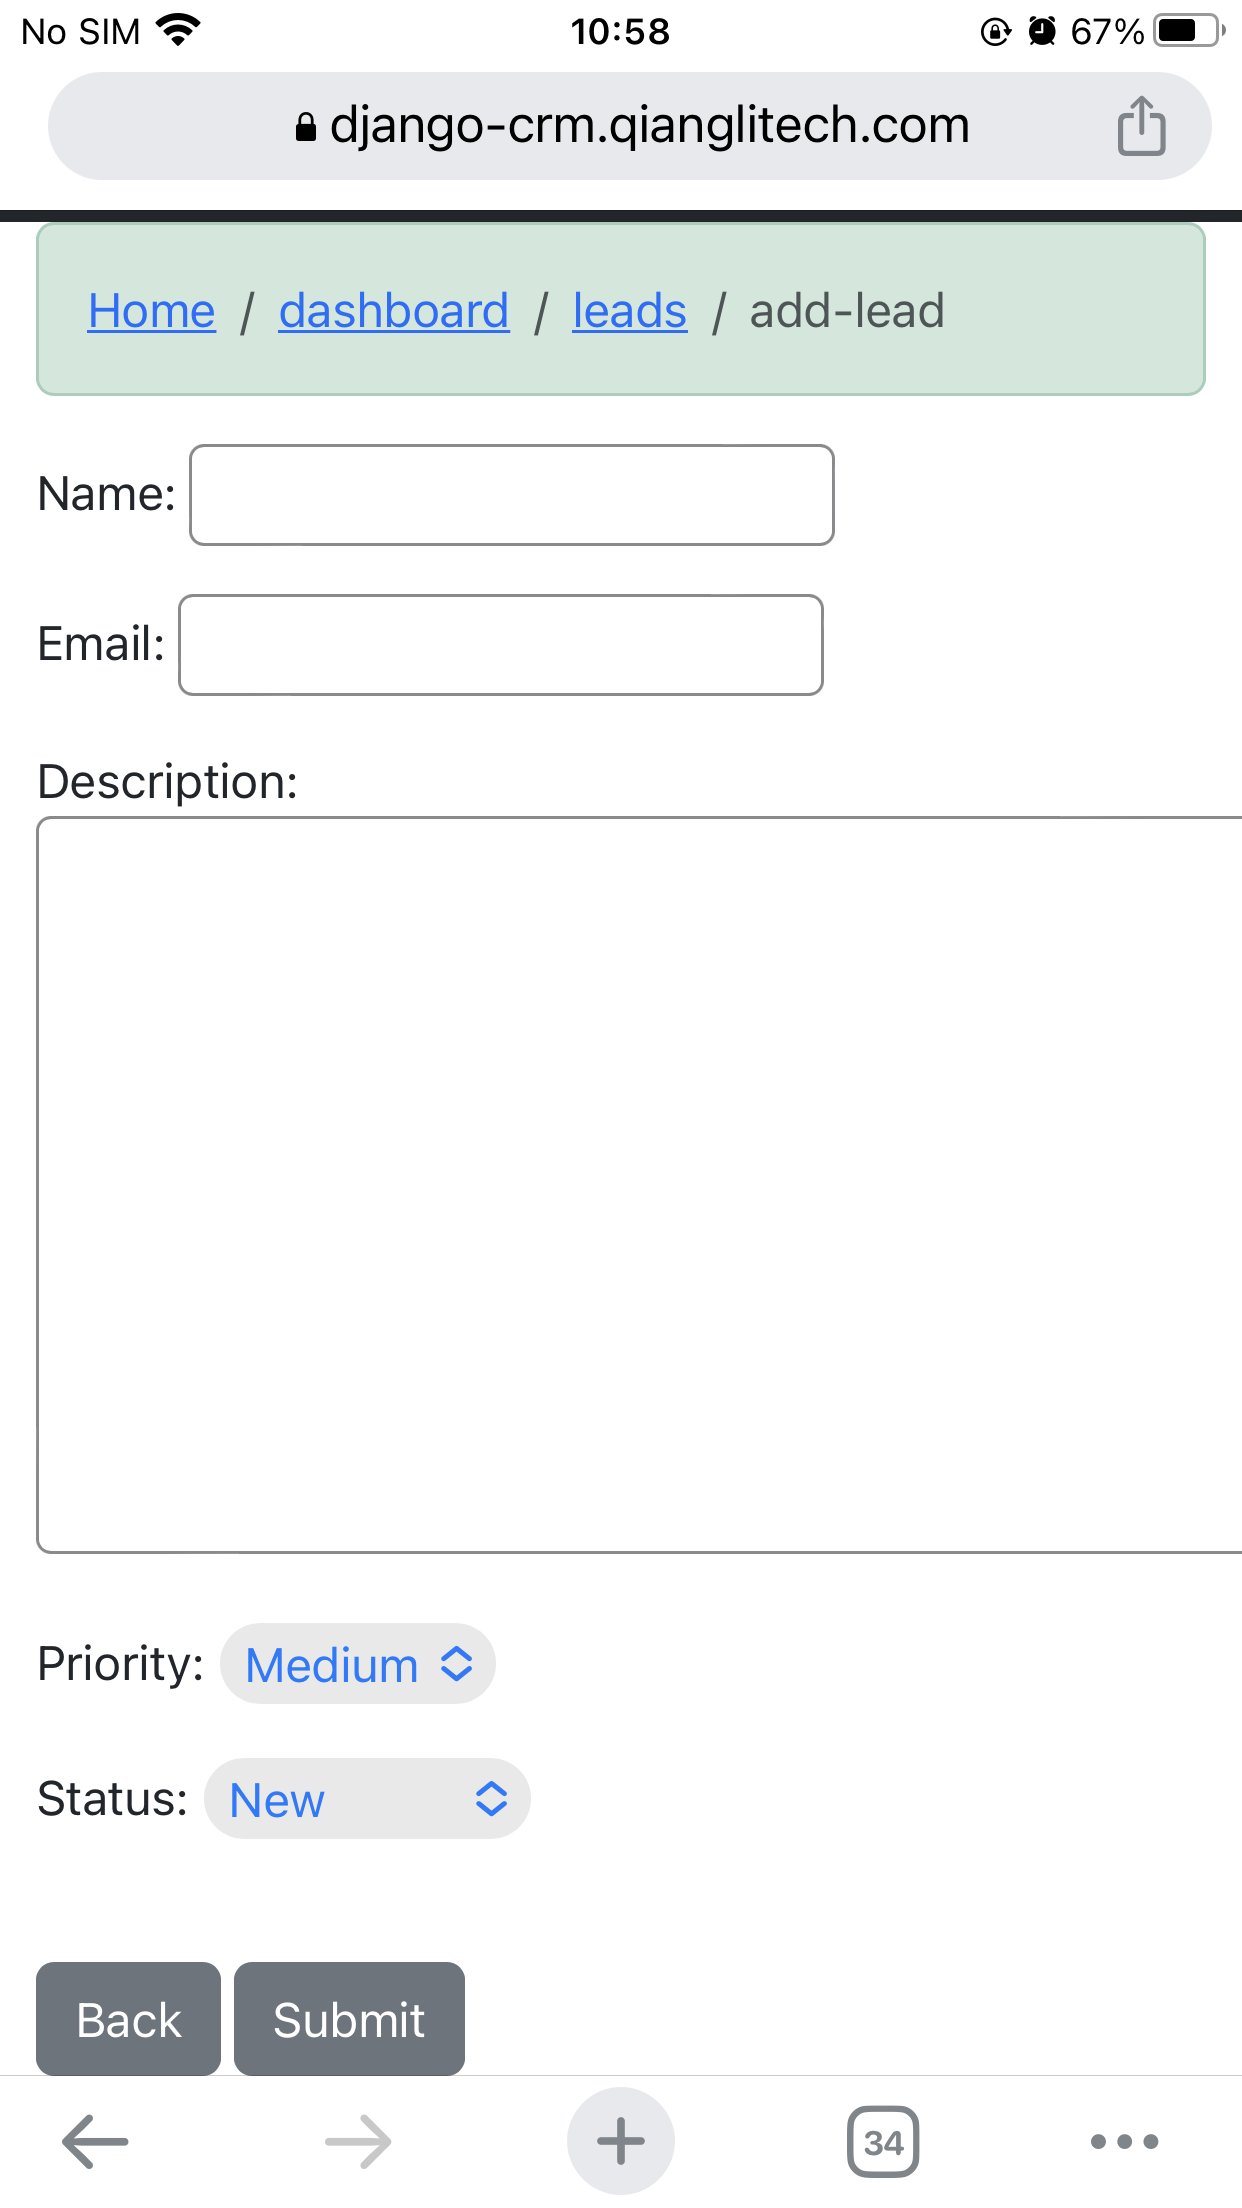 No SIM 10:58 67%
django-crm.qianglitech.com
Home / dashboard / leads / add-lead
Name:
Email:
Description:
Priority: Medium
Status: New
Back Submit
34